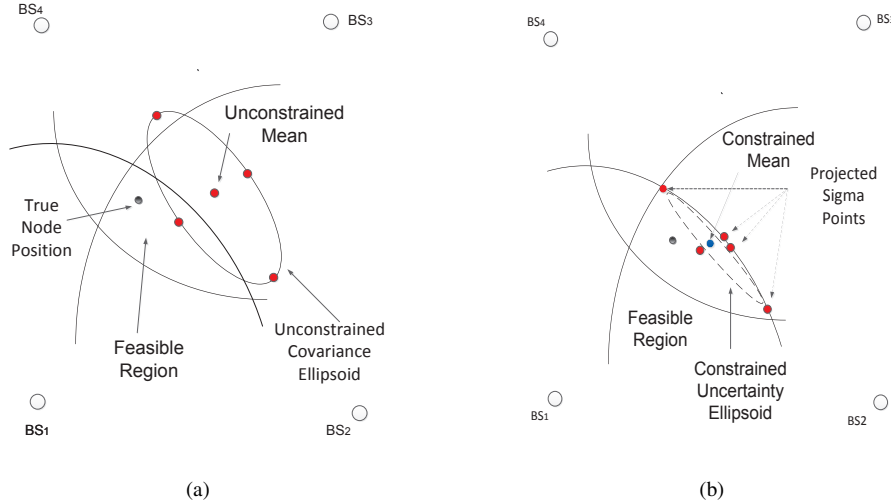 BS4
BS3
Unconstrained
Mean
True
Node
Position
Feasible
Region
Unconstrained
Covariance
Ellipsoid
BS1
BS2
(a)
BS4
Constrained
Mean
Projected
Sigma
Points
Feasible
Region
Constrained
Uncertainty
Ellipsoid
BS1
BS2
(b)